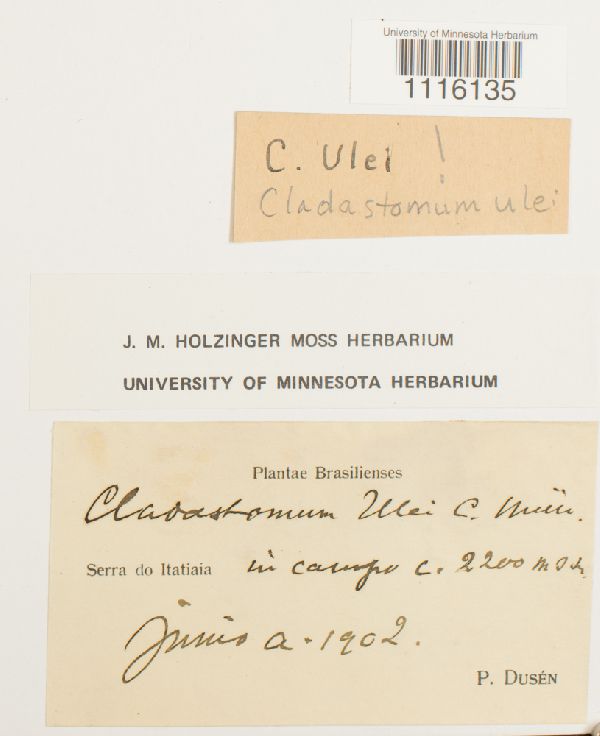 University of Minnesota Herbarium
1116135
C. Ulei !
Cladastomum ulei
J. M. HOLZINGER MOSS HERBARIUM
UNIVERSITY OF MINNESOTA HERBARIUM
Plantae Brasilienses
Cladastomum Ulei C. Müll.
Serra do Itatiaia in campo c. 2200 m
Junio a. 1902.
P. DUSÉN